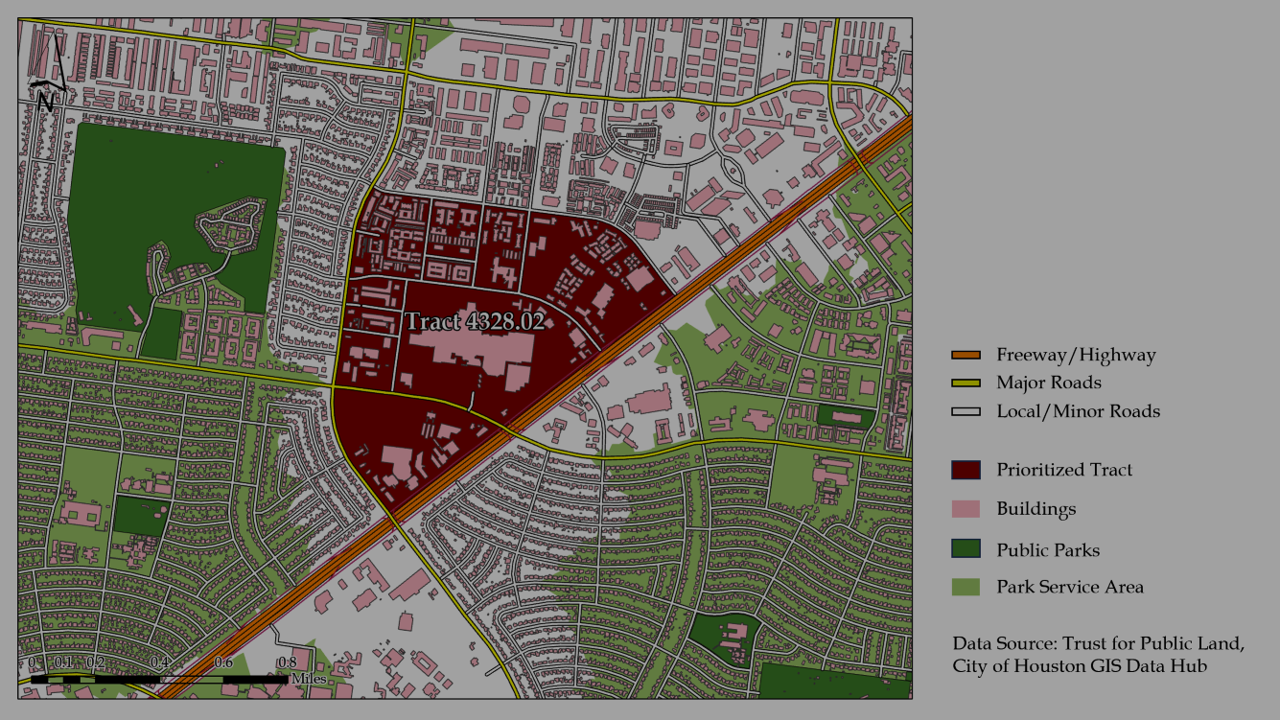 N
Tract 4328.02
0 0.1 0.2 0.4 0.6 0.8
Miles
Freeway/Highway
Major Roads
Local/Minor Roads
Prioritized Tract
Buildings
Public Parks
Park Service Area
Data Source: Trust for Public Land,
City of Houston GIS Data Hub